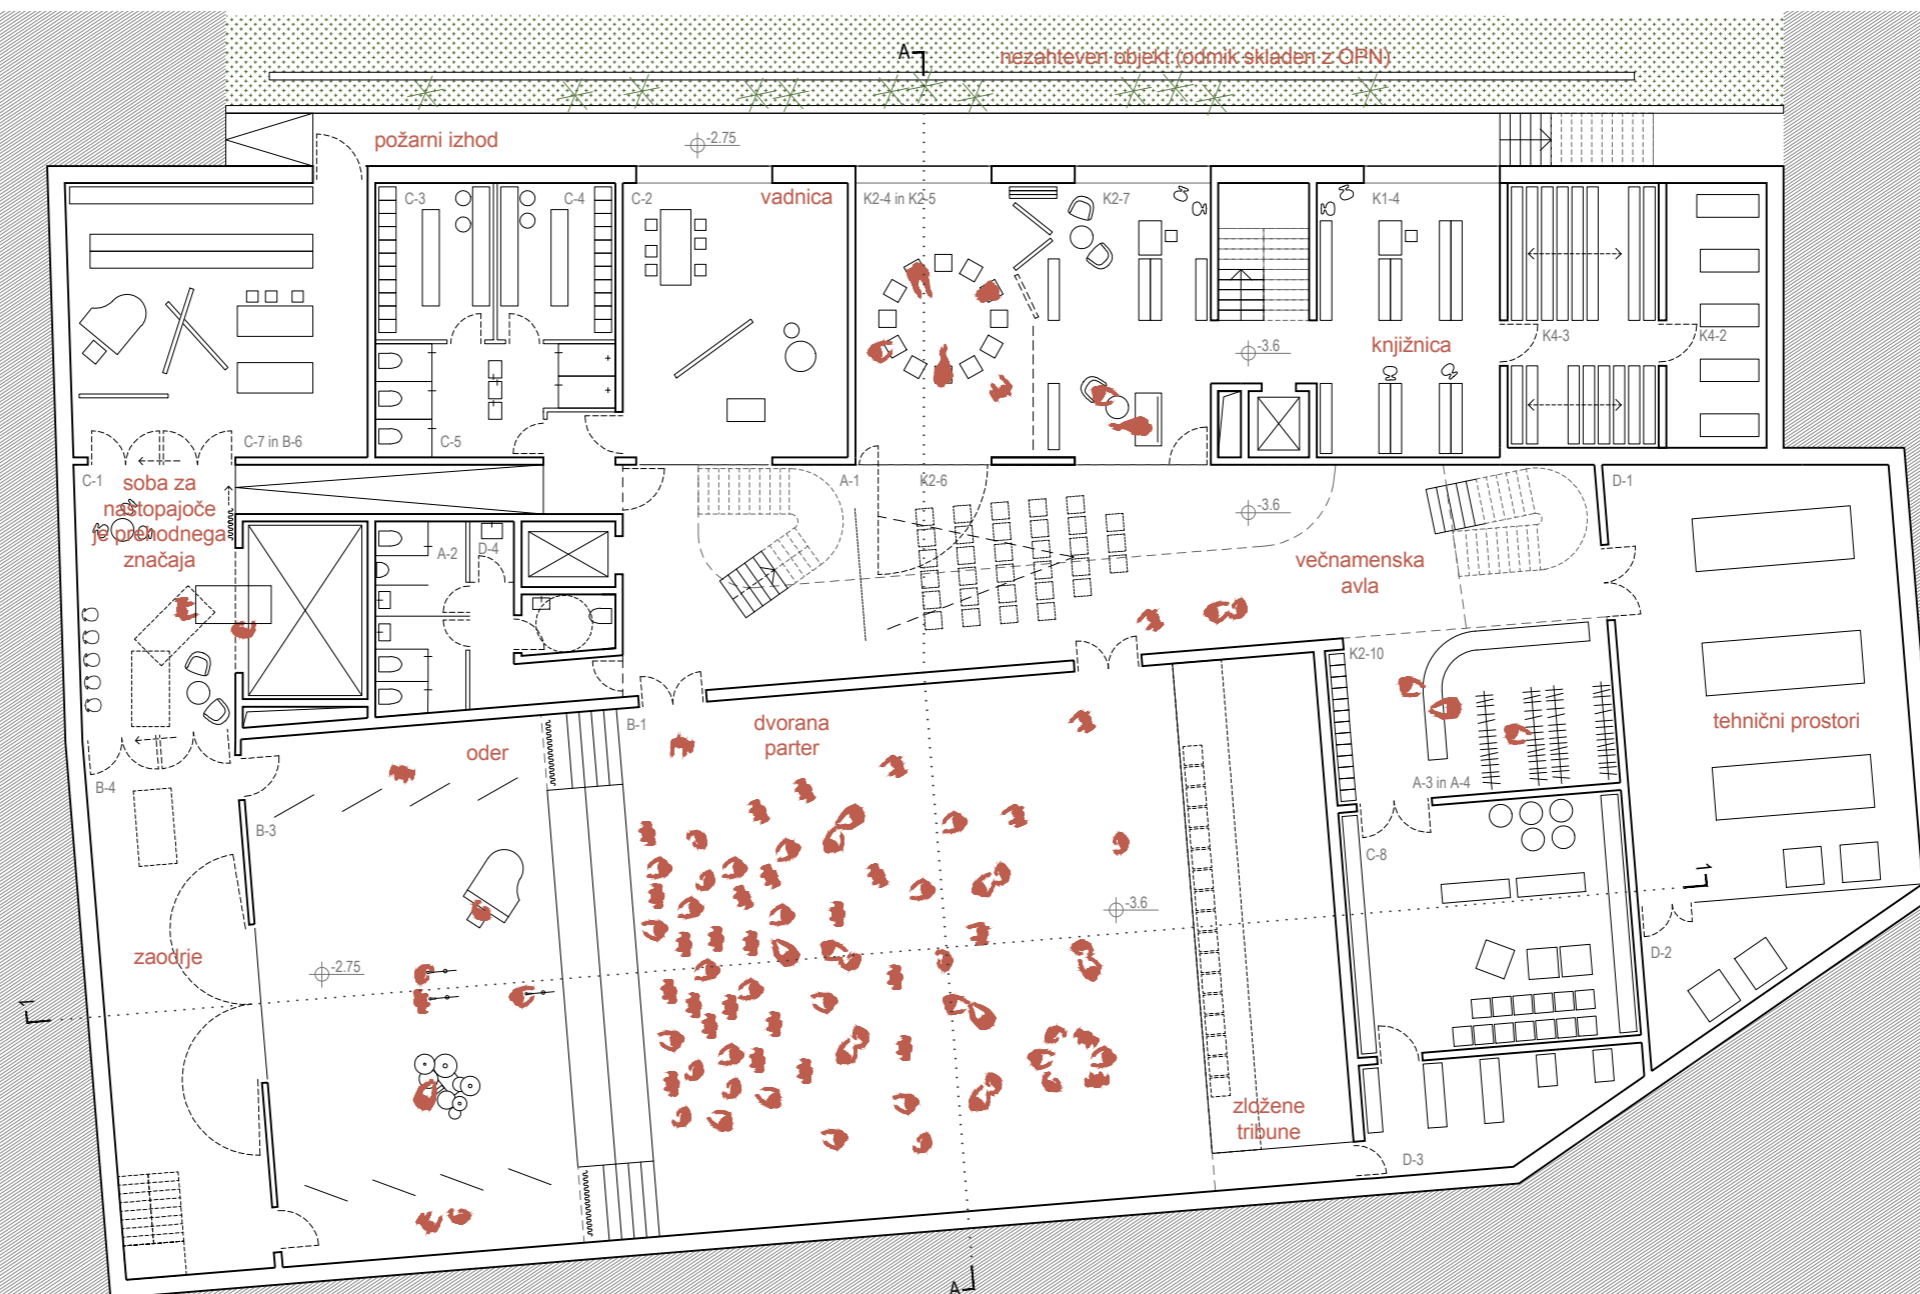 A
nezahteven objekt (odmik skladen z OPN)
požarni izhod
-2.75
C-3
C-4
C-2
vadnica
K2-4 in K2-5
K2-7
K1-4
-3.6
knjižnica
K4-3
K4-2
C-7 in B-6
C-5
C-1
soba za
nastopajoče
je prehodnega
značaja
A-1
K2-6
D-1
-3.6
A-2
D-4
večnamenska
avla
K2-10
B-1
dvorana
parter
oder
tehnični prostori
B-4
A-3 in A-4
B-3
C-8
1
-3.6
zaodrje
-2.75
D-2
1
zložene
tribune
D-3
A